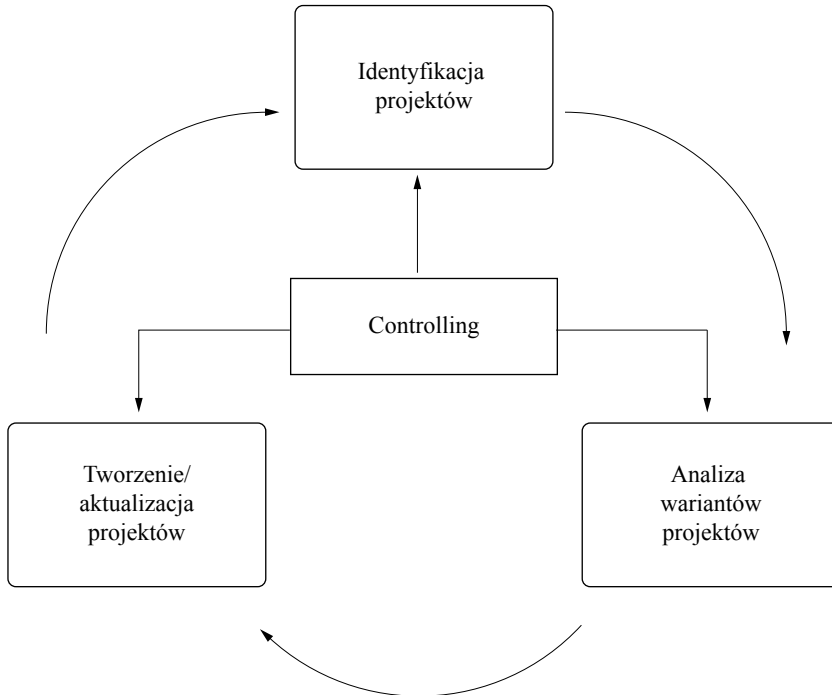 Identyfikacja
projektów
Controlling
Tworzenie/
aktualizacja
projektów
Analiza
wariantów
projektów